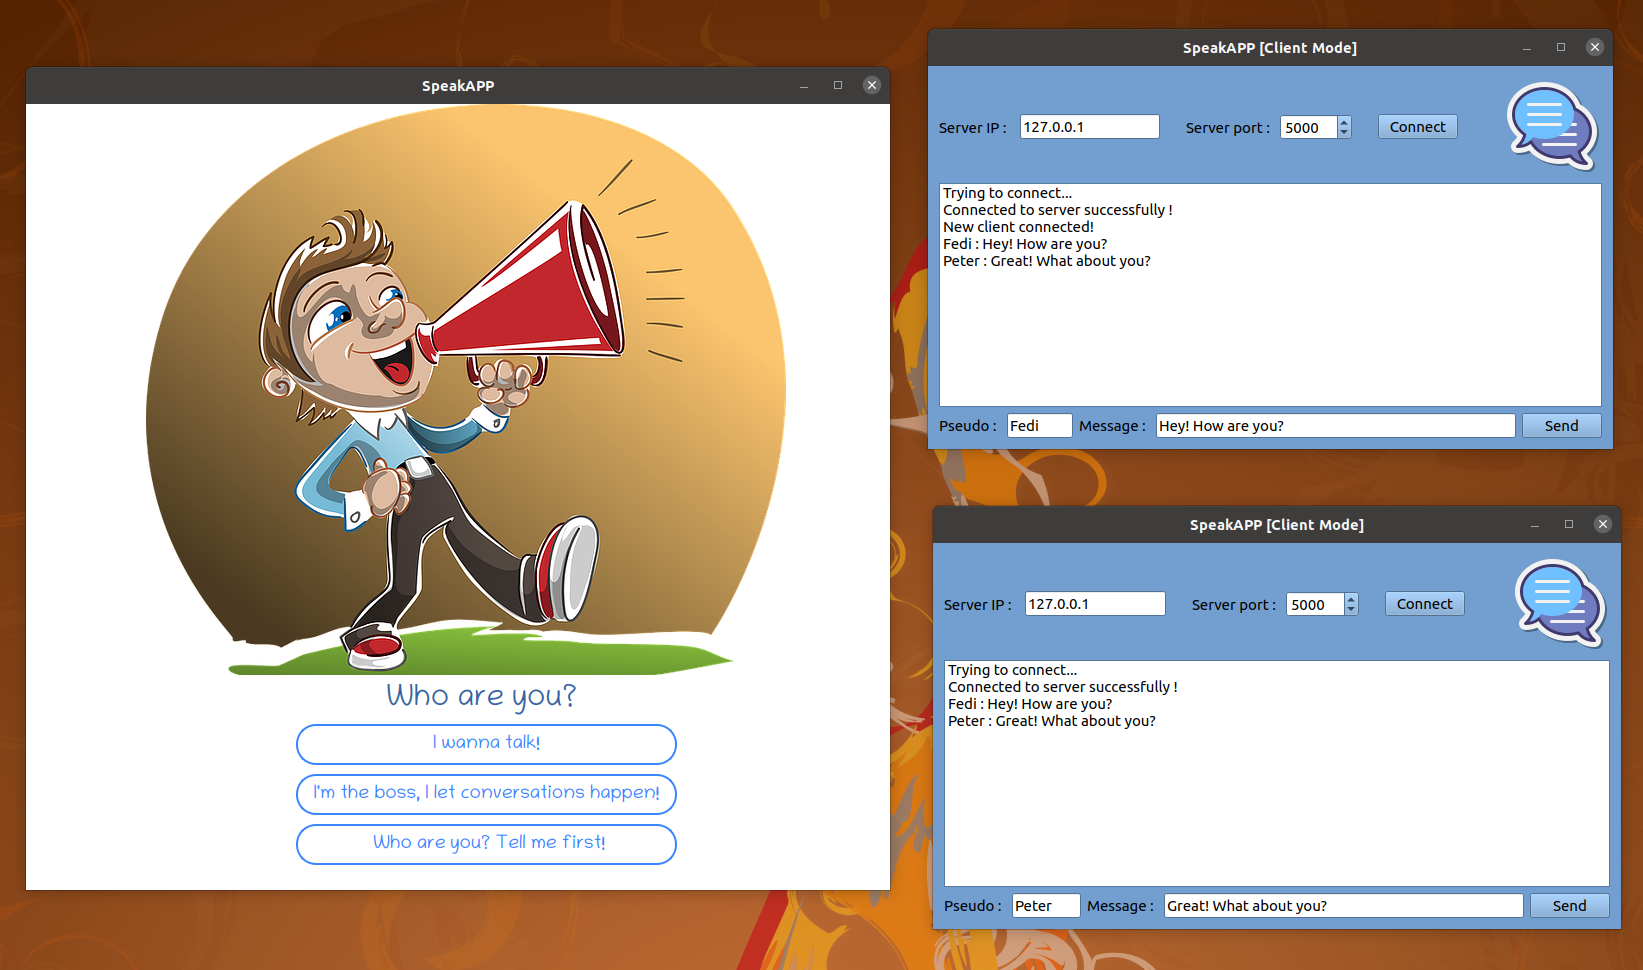 SpeakAPP
Who are you?
I wanna talk!
I'm the boss, I let conversations happen!
Who are you? Tell me first!
SpeakAPP [Client Mode]
Server IP : 127.0.0.1 Server port : 5000 Connect
Trying to connect...
Connected to server successfully !
New client connected!
Fedi : Hey! How are you?
Peter : Great! What about you?
Pseudo : Fedi Message : Hey! How are you? Send
SpeakAPP [Client Mode]
Server IP : 127.0.0.1 Server port : 5000 Connect
Trying to connect...
Connected to server successfully !
Fedi : Hey! How are you?
Peter : Great! What about you?
Pseudo : Peter Message : Great! What about you? Send